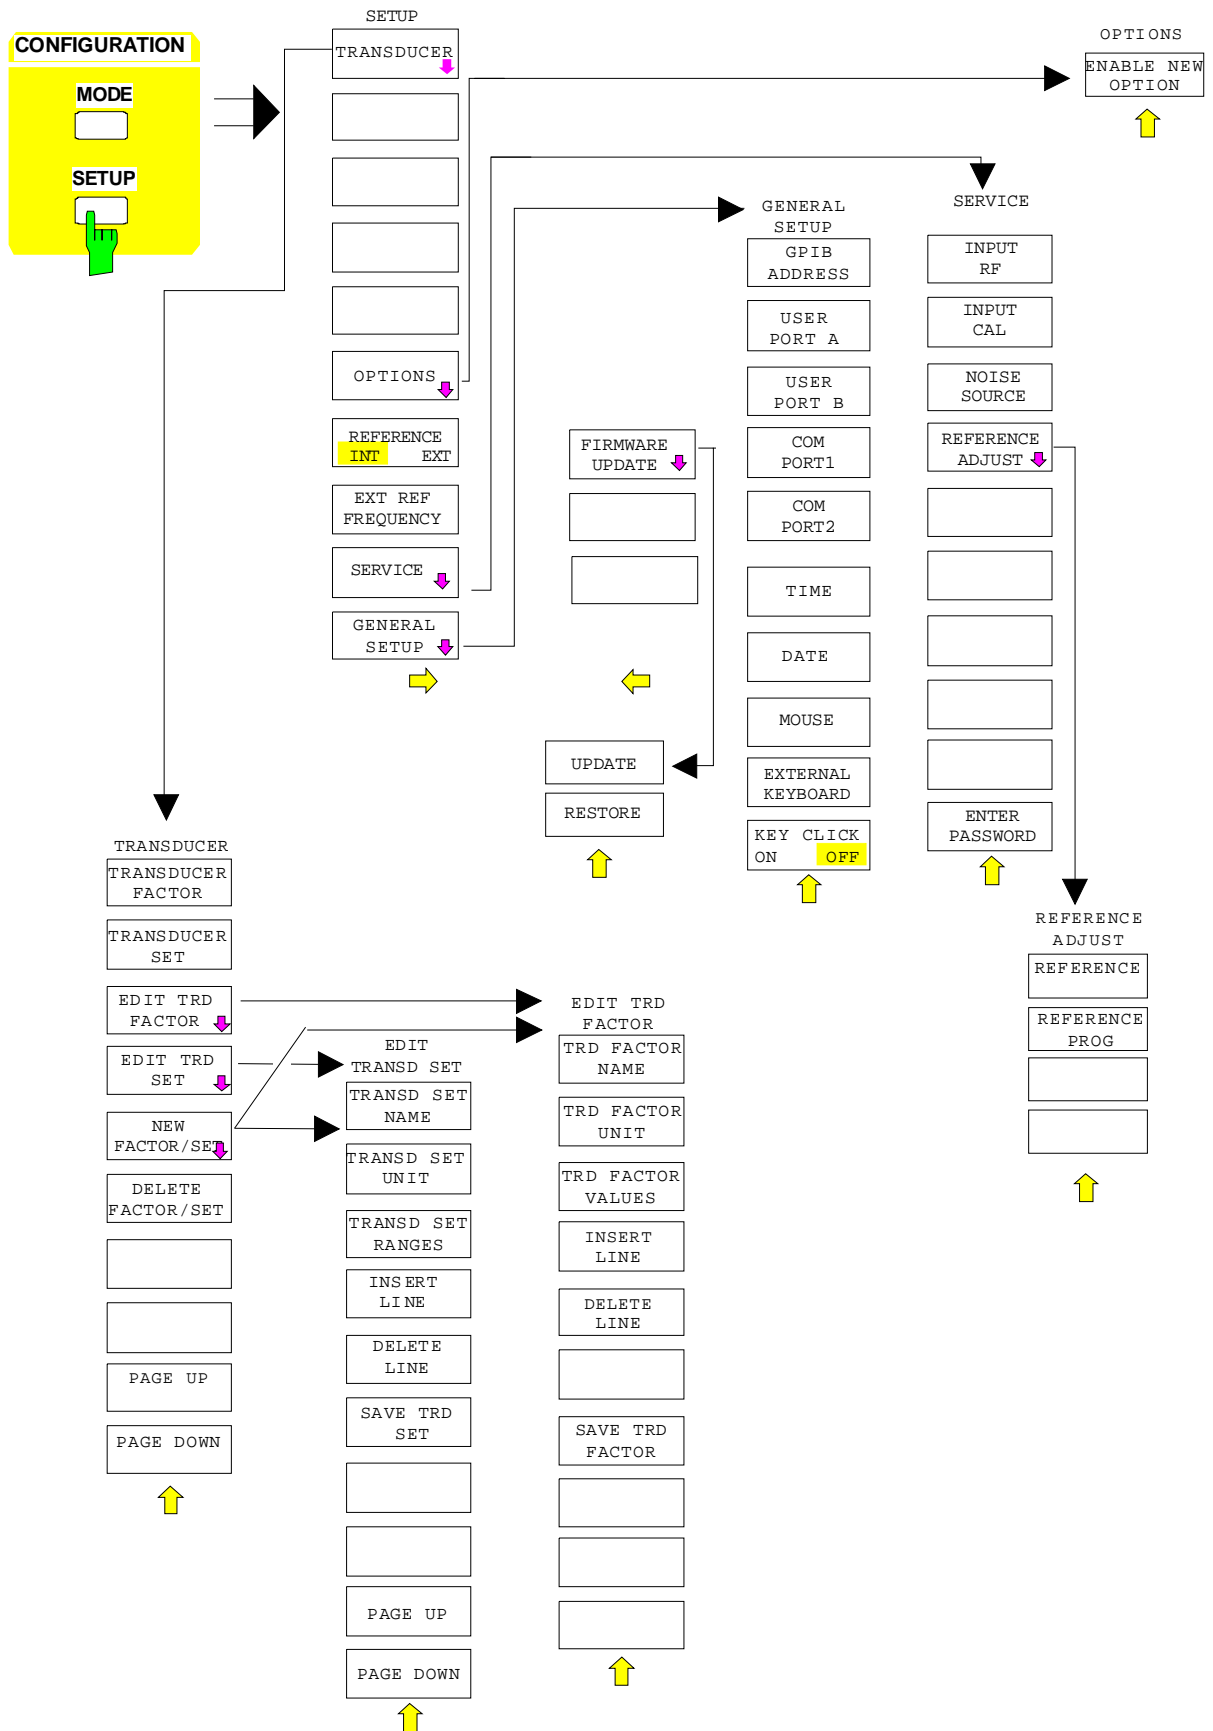 CONFIGURATION
MODE
SETUP
SETUP
TRANSDUCER
OPTIONS
REFERENCE
INT EXT
EXT REF
FREQUENCY
SERVICE
GENERAL
SETUP
FIRMWARE
UPDATE
UPDATE
RESTORE
GENERAL
SETUP
GPIB
ADDRESS
USER
PORT A
USER
PORT B
COM
PORT1
COM
PORT2
TIME
DATE
MOUSE
EXTERNAL
KEYBOARD
KEY CLICK
ON OFF
OPTIONS
ENABLE NEW
OPTION
SERVICE
INPUT
RF
INPUT
CAL
NOISE
SOURCE
REFERENCE
ADJUST
ENTER
PASSWORD
REFERENCE
ADJUST
REFERENCE
REFERENCE
PROG
TRANSDUCER
TRANSDUCER
FACTOR
TRANSDUCER
SET
EDIT TRD
FACTOR
EDIT TRD
SET
NEW
FACTOR/SET
DELETE
FACTOR/SET
PAGE UP
PAGE DOWN
EDIT
TRANSD SET
TRANSD SET
NAME
TRANSD SET
UNIT
TRANSD SET
RANGES
INSERT
LINE
DELETE
LINE
SAVE TRD
SET
PAGE UP
PAGE DOWN
EDIT TRD
FACTOR
TRD FACTOR
NAME
TRD FACTOR
UNIT
TRD FACTOR
VALUES
INSERT
LINE
DELETE
LINE
SAVE TRD
FACTOR